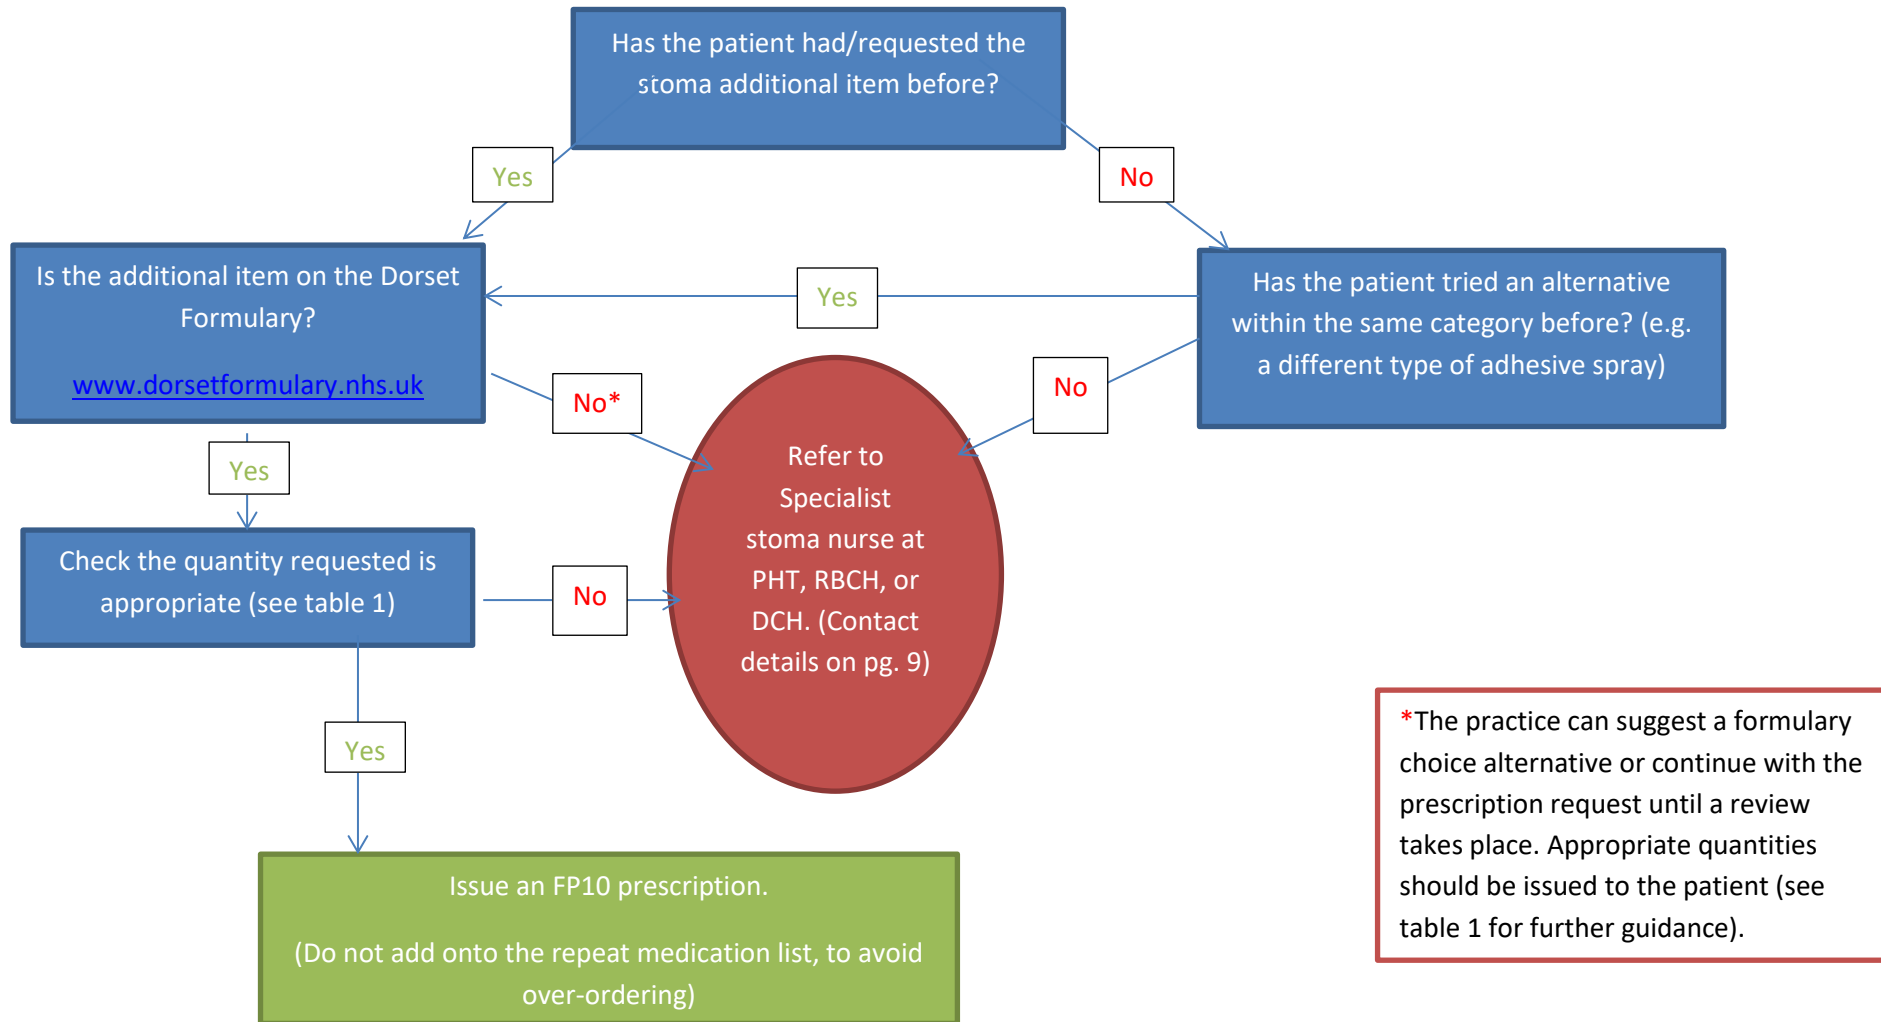 Has the patient had/requested the
stoma additional item before?
Yes
No
Is the additional item on the Dorset
Formulary?
www.dorsetformulary.nhs.uk
Yes
Has the patient tried an alternative
within the same category before? (e.g.
a different type of adhesive spray)
No*
No
Refer to
Specialist
stoma nurse at
PHT, RBCH, or
DCH. (Contact
details on pg. 9)
Yes
Check the quantity requested is
appropriate (see table 1)
No
Yes
Issue an FP10 prescription.
(Do not add onto the repeat medication list, to avoid
over-ordering)
*The practice can suggest a formulary
choice alternative or continue with the
prescription request until a review
takes place. Appropriate quantities
should be issued to the patient (see
table 1 for further guidance).